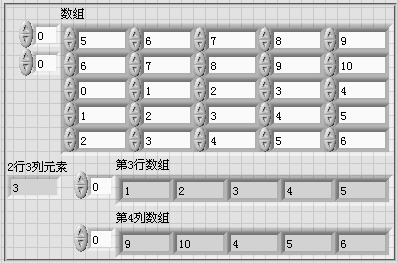 数组
0 5 6 7 8 9
0 6 7 8 9 10
0 1 2 3 4
1 2 3 4 5
2 3 4 5 6
2行3列元素
3
第3行数组
0 1 2 3 4 5
第4列数组
0 9 10 4 5 6